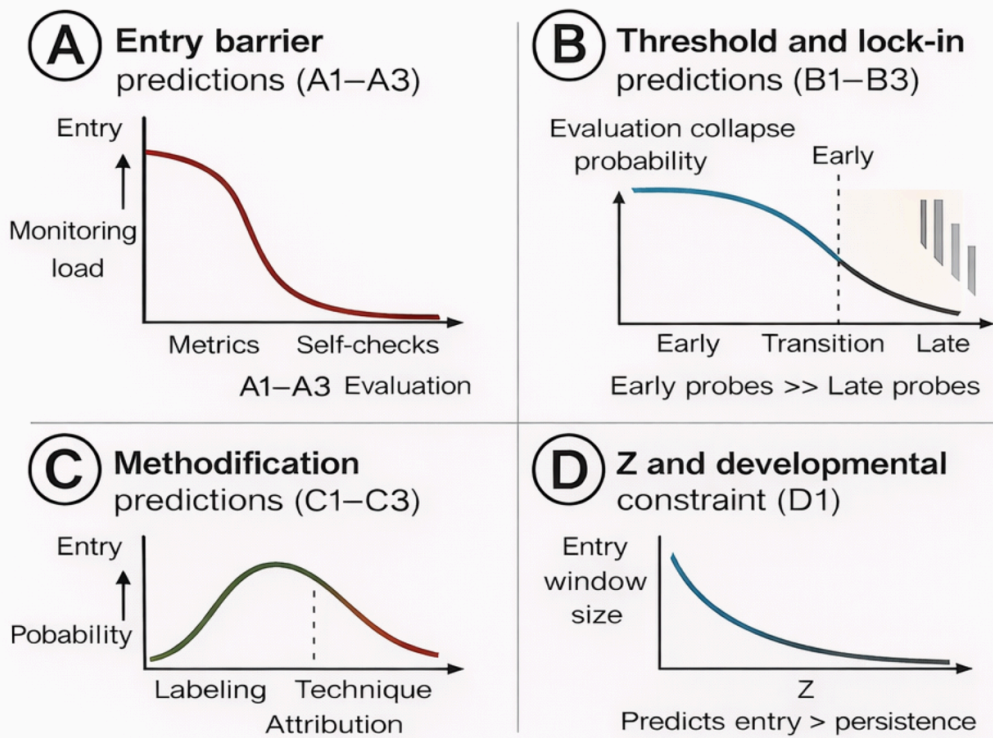 A Entry barrier
predictions (A1–A3)
Entry
Monitoring
load
Metrics Self-checks
A1–A3 Evaluation
B Threshold and lock-in
predictions (B1–B3)
Evaluation collapse
probability
Early
Early Transition Late
Early probes >> Late probes
C Methodification
predictions (C1–C3)
Entry
Pobability
Labeling Technique
Attribution
D Z and developmental
constraint (D1)
Entry
window
size
Z
Predicts entry > persistence